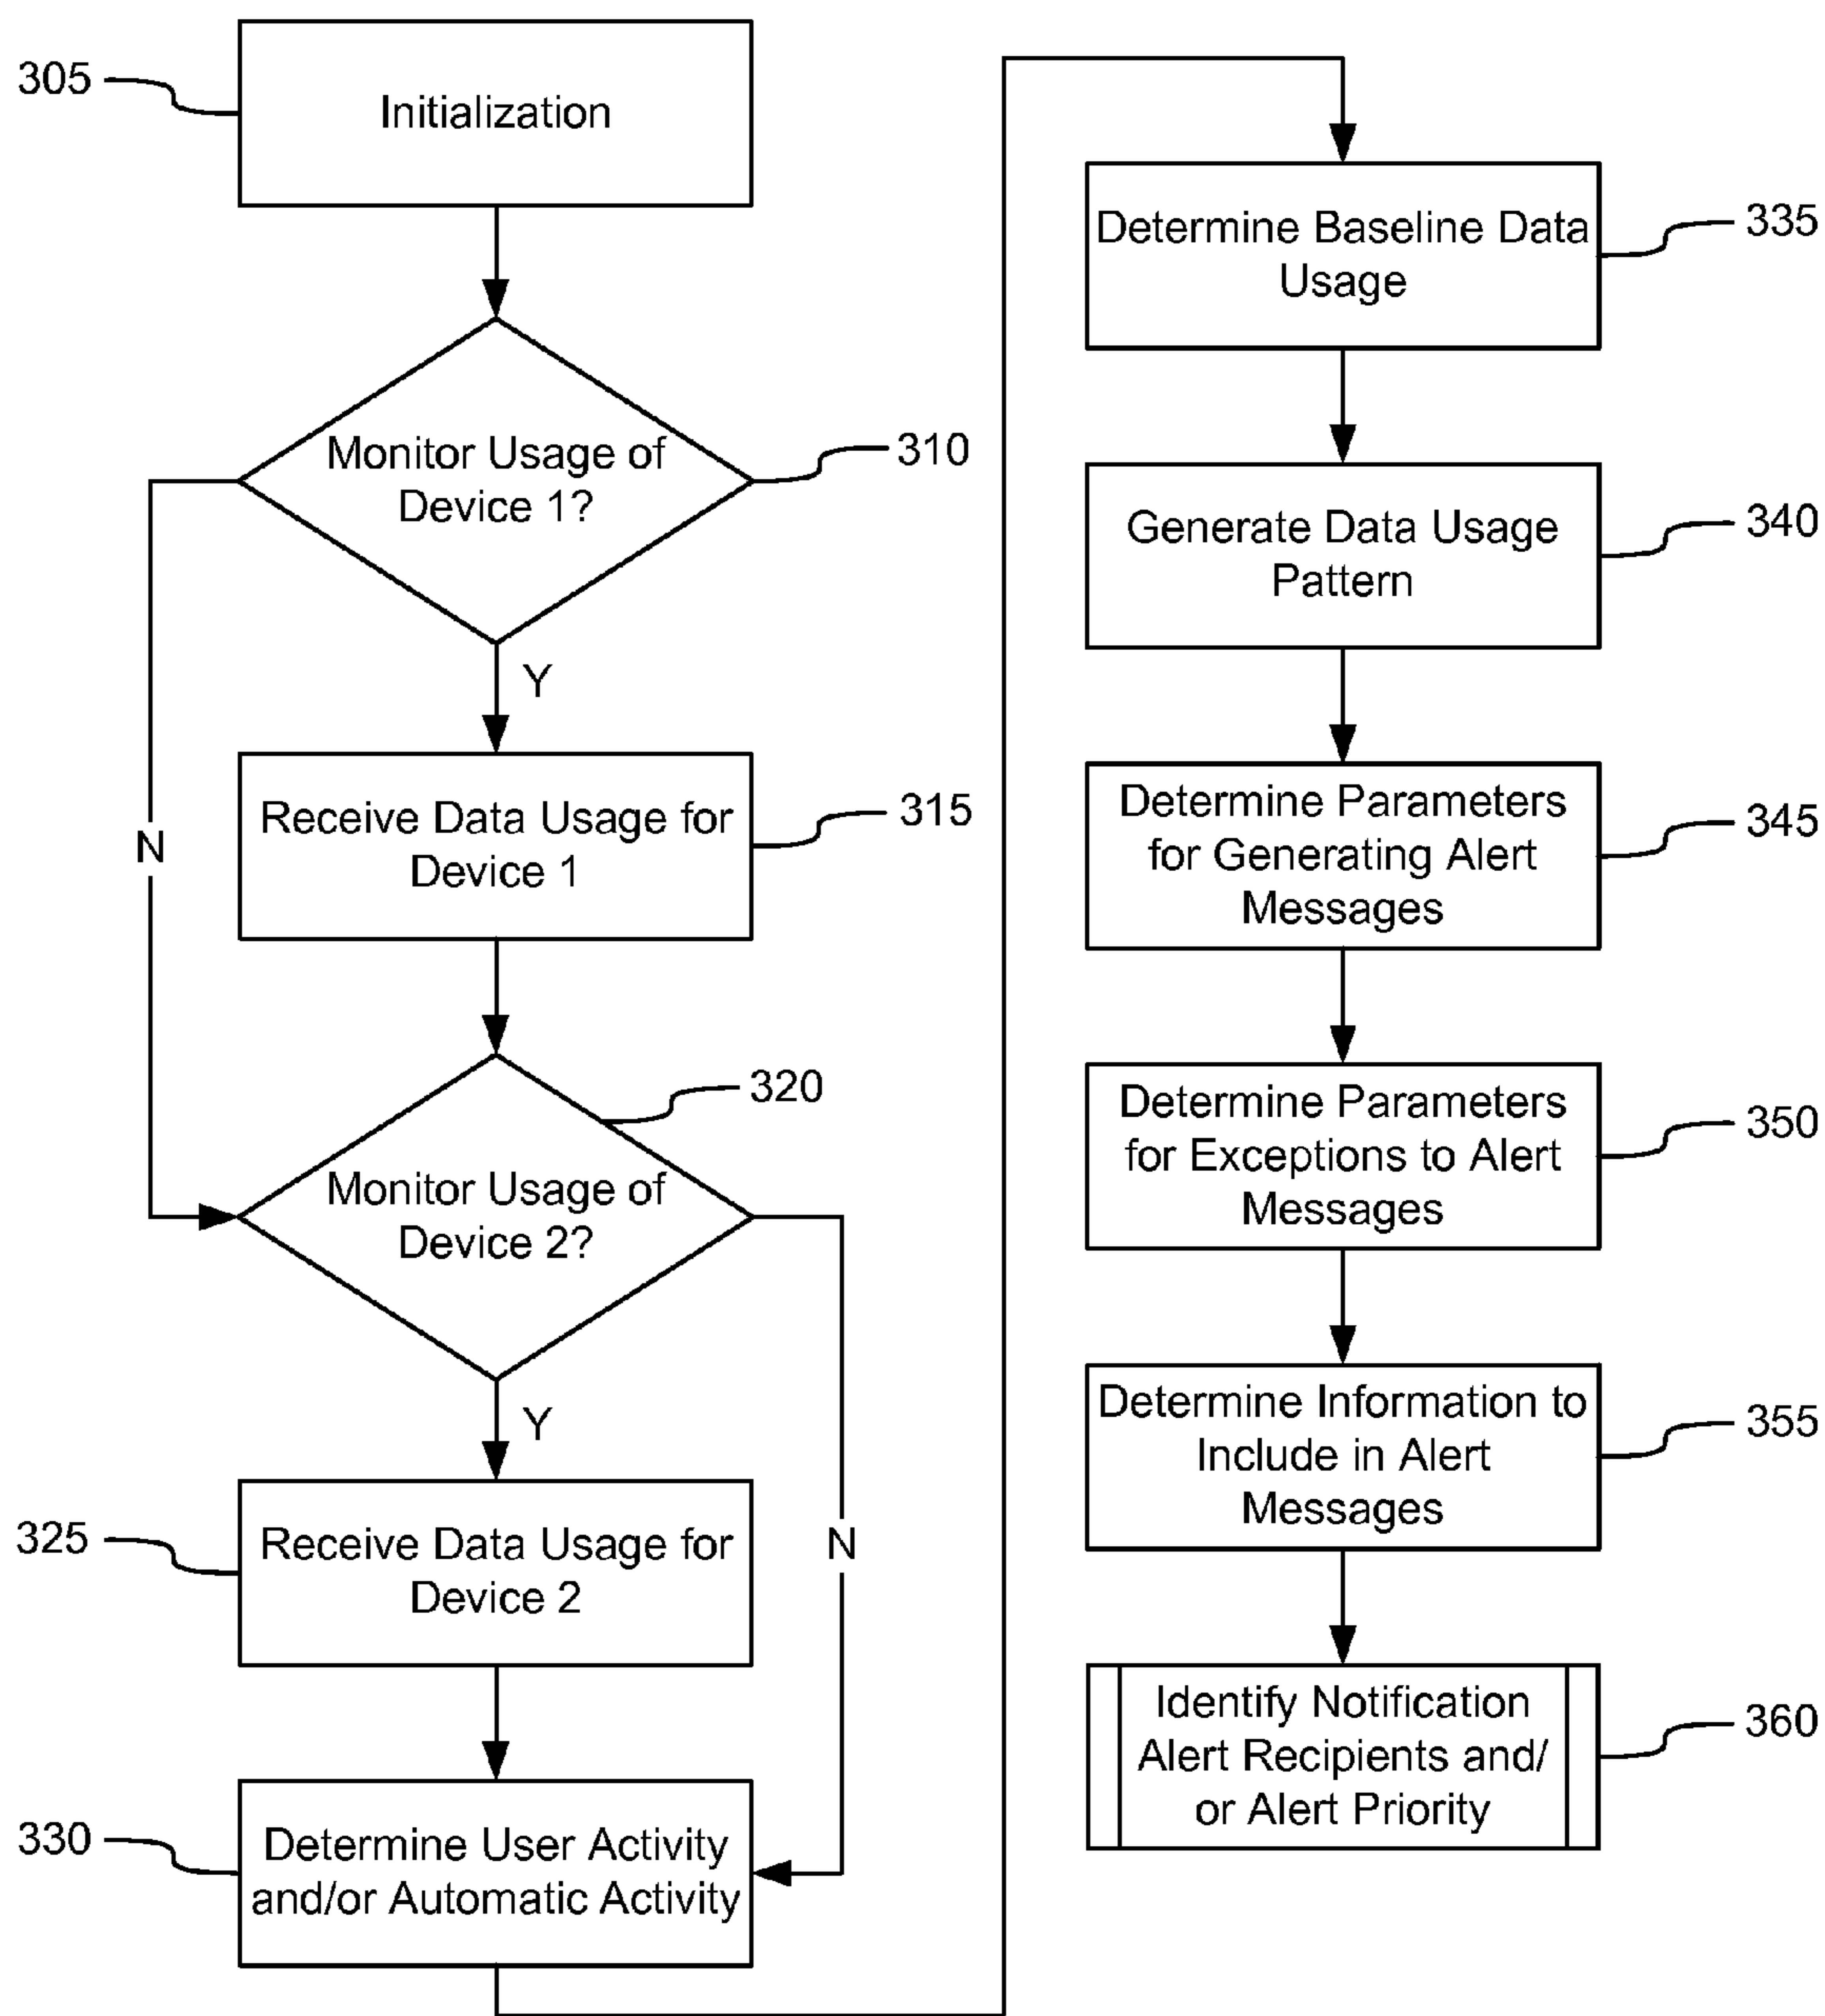 305
Initialization
Monitor Usage of
Device 1?
310
Y
N
Receive Data Usage for
Device 1
315
320
Monitor Usage of
Device 2?
Y
N
325
Receive Data Usage for
Device 2
330
Determine User Activity
and/or Automatic Activity
Determine Baseline Data
Usage
335
Generate Data Usage
Pattern
340
Determine Parameters
for Generating Alert
Messages
345
Determine Parameters
for Exceptions to Alert
Messages
350
Determine Information to
Include in Alert
Messages
355
Identify Notification
Alert Recipients and/
or Alert Priority
360